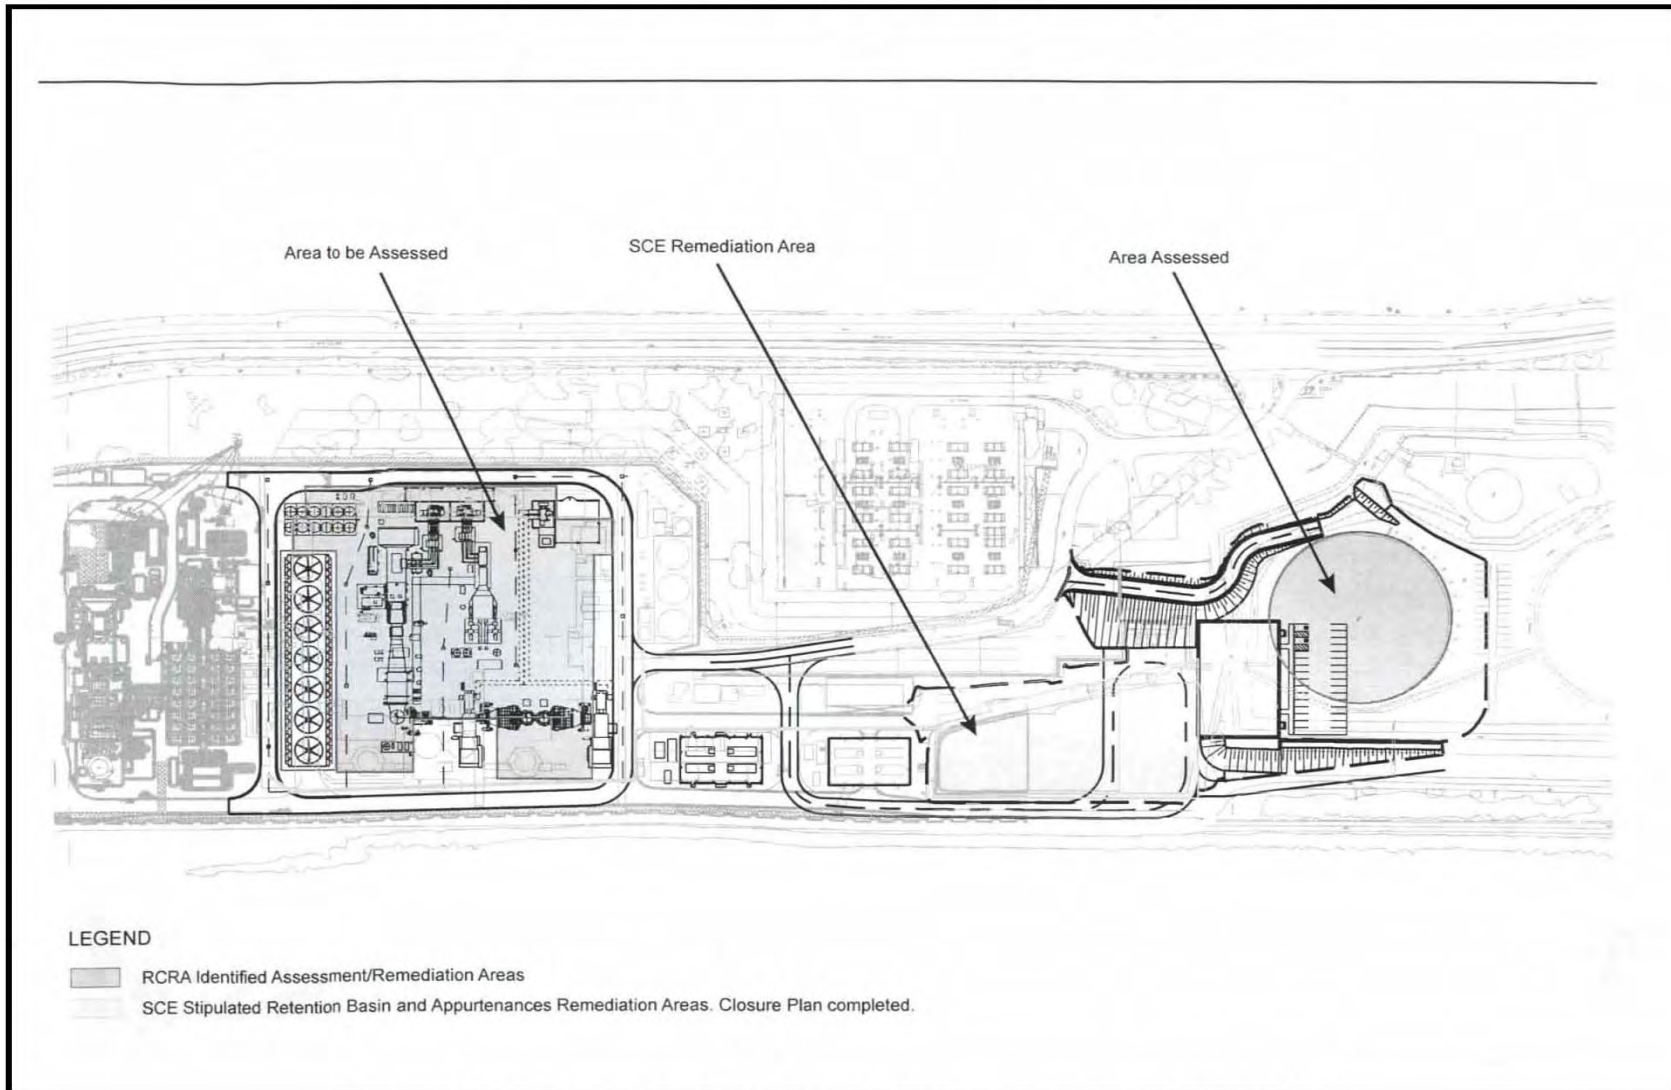 Area to be Assessed
SCE Remediation Area
Area Assessed
LEGEND
RCRA Identified Assessment/Remediation Areas
SCE Stipulated Retention Basin and Appurtenances Remediation Areas. Closure Plan completed.